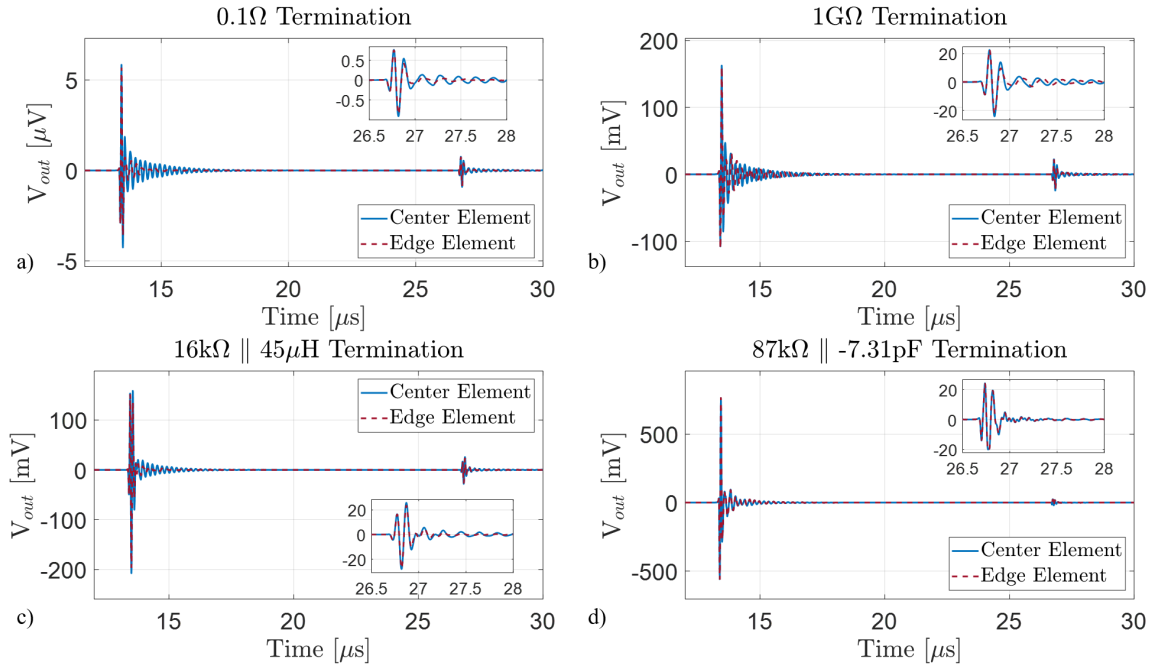 0.1Ω Termination
5
0
-5
V_out [μV]
0.5
0
-0.5
26.5 27 27.5 28
Center Element
Edge Element
a)
15 20 25 30
Time [μs]
1GΩ Termination
200
100
0
-100
V_out [mV]
20
0
-20
26.5 27 27.5 28
Center Element
Edge Element
b)
15 20 25 30
Time [μs]
16kΩ ∥ 45μH Termination
100
0
-100
-200
V_out [mV]
Center Element
Edge Element
20
0
-20
26.5 27 27.5 28
c)
15 20 25 30
Time [μs]
87kΩ ∥ -7.31pF Termination
500
0
-500
V_out [mV]
20
0
-20
26.5 27 27.5 28
Center Element
Edge Element
d)
15 20 25 30
Time [μs]